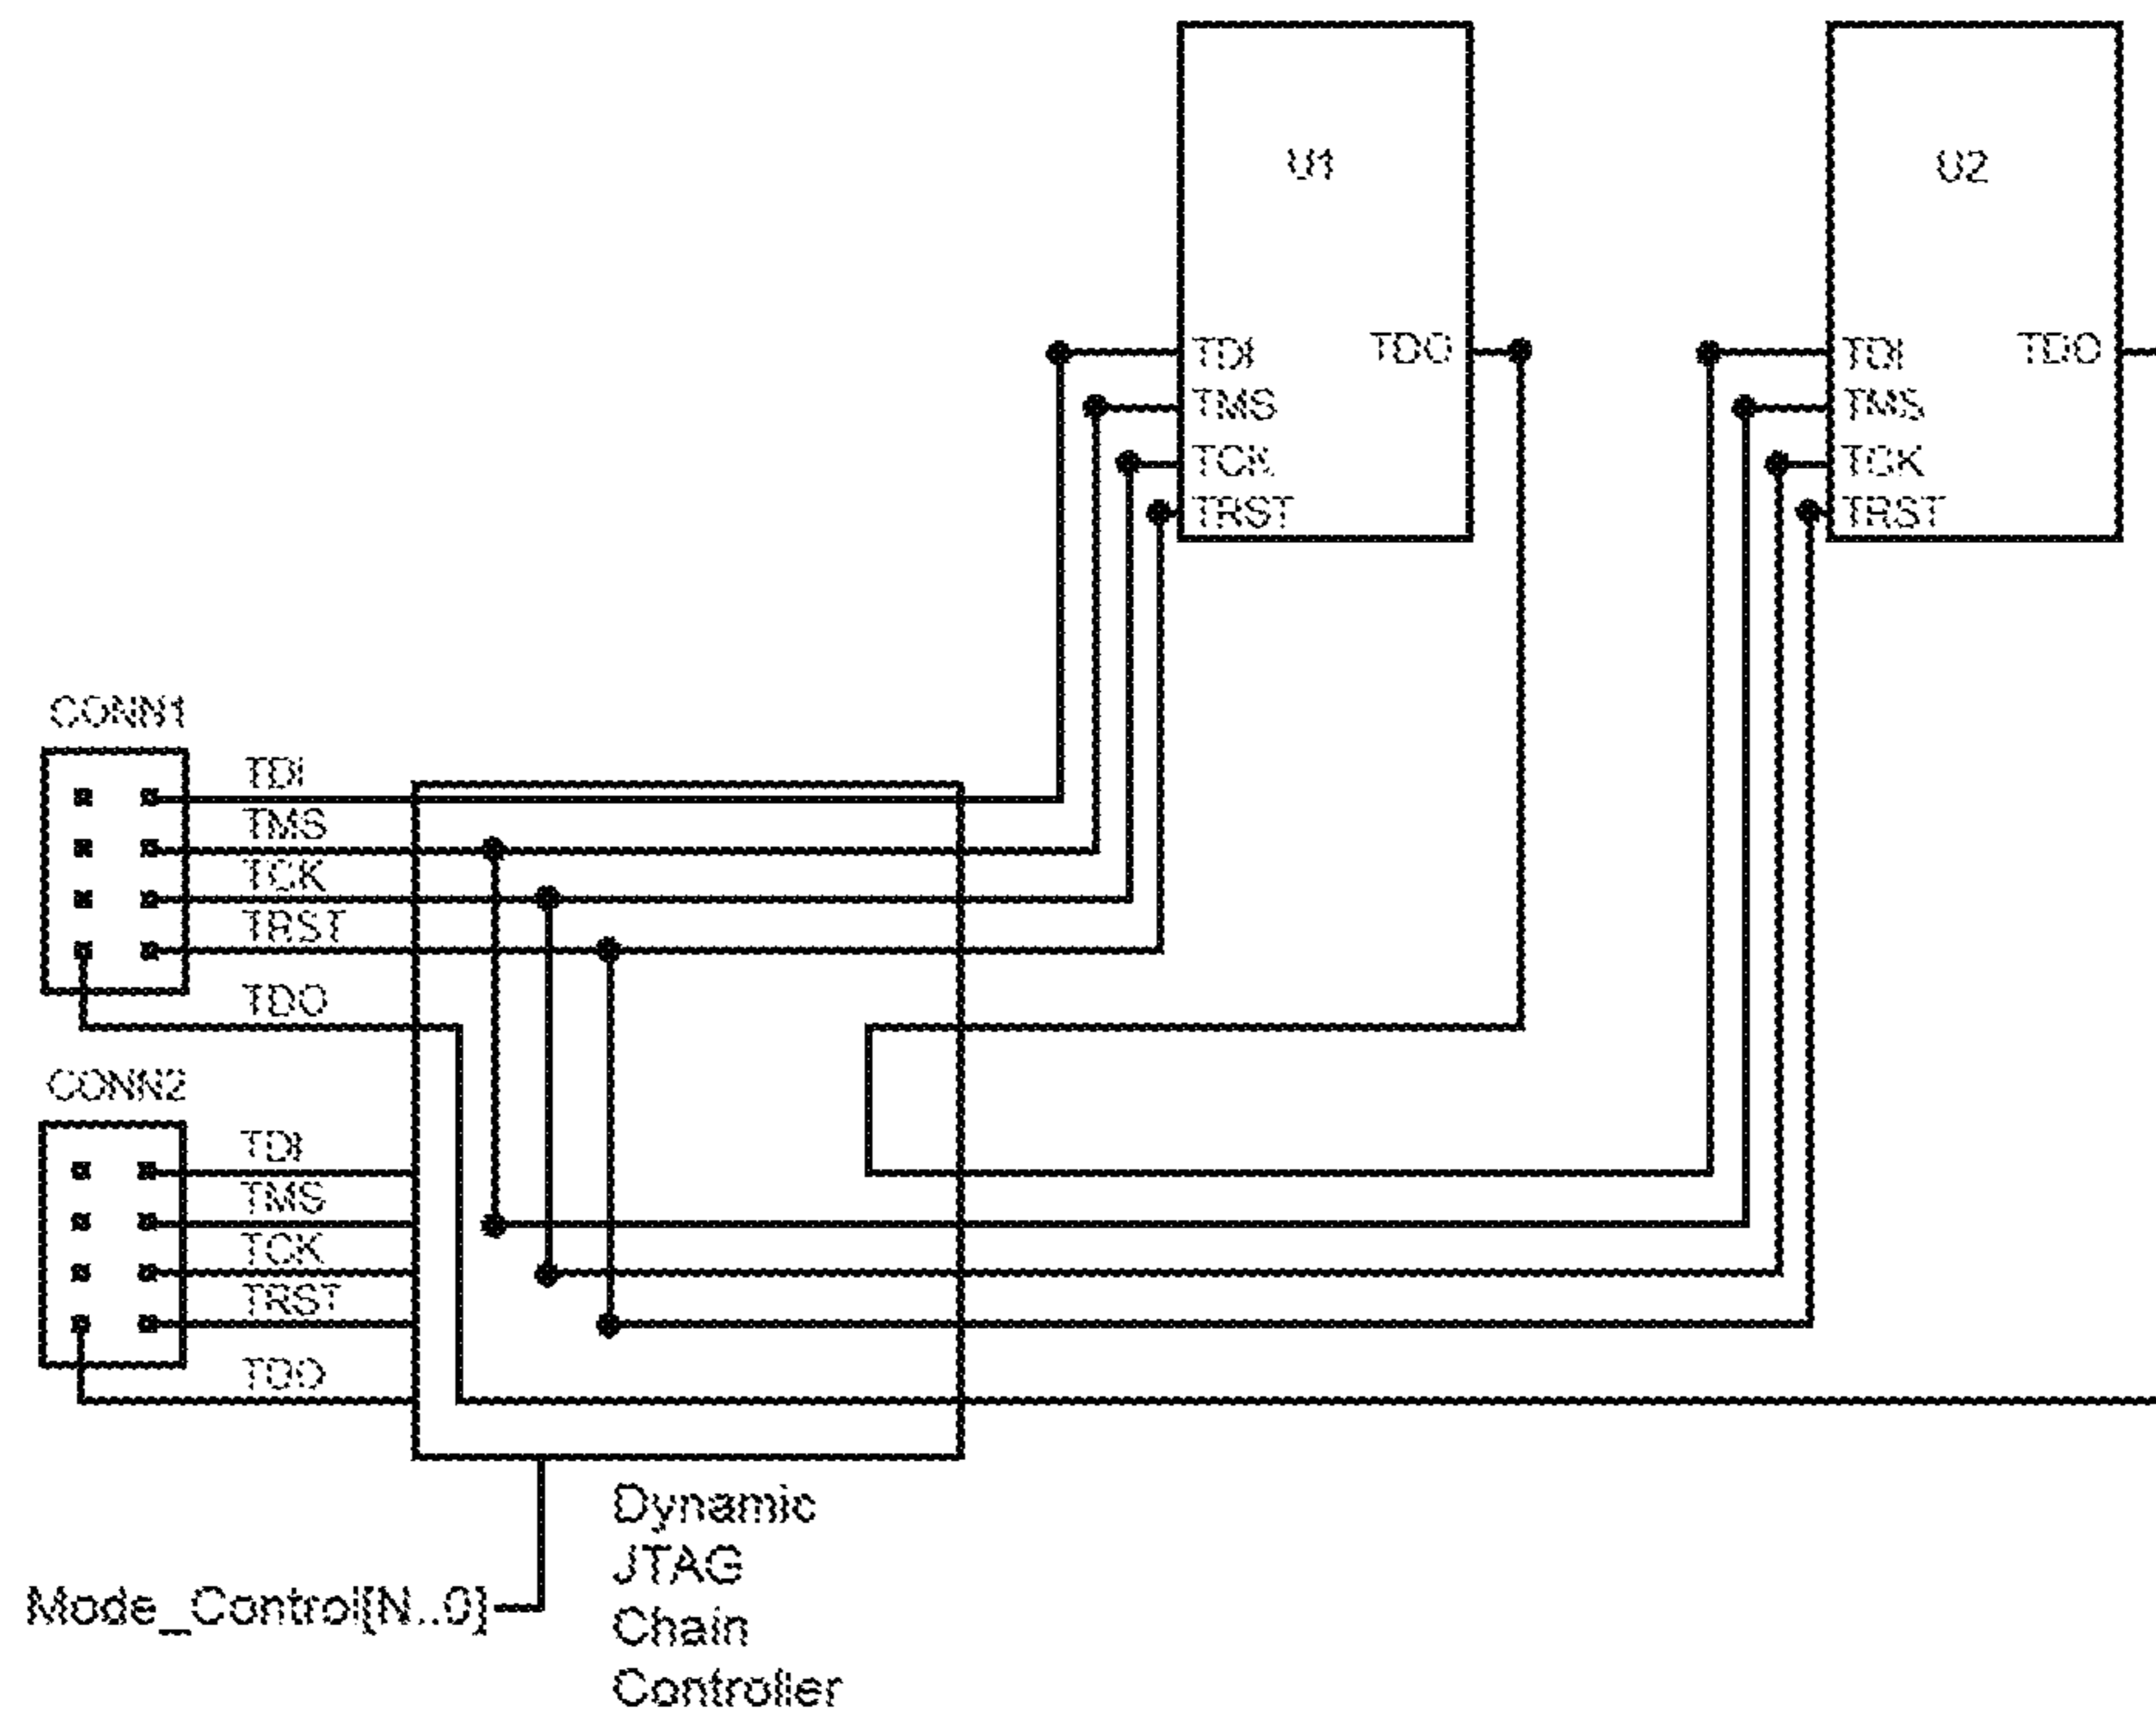 U1
U2
TDI
TDO
TMS
TCK
TRST
TDI
TDO
TMS
TCK
TRST
CONN1
TDI
TMS
TCK
TRST
TDO
CONN2
TDI
TMS
TCK
TRST
TDO
Dynamic
JTAG
Chain
Controller
Mode_Control[N..0]